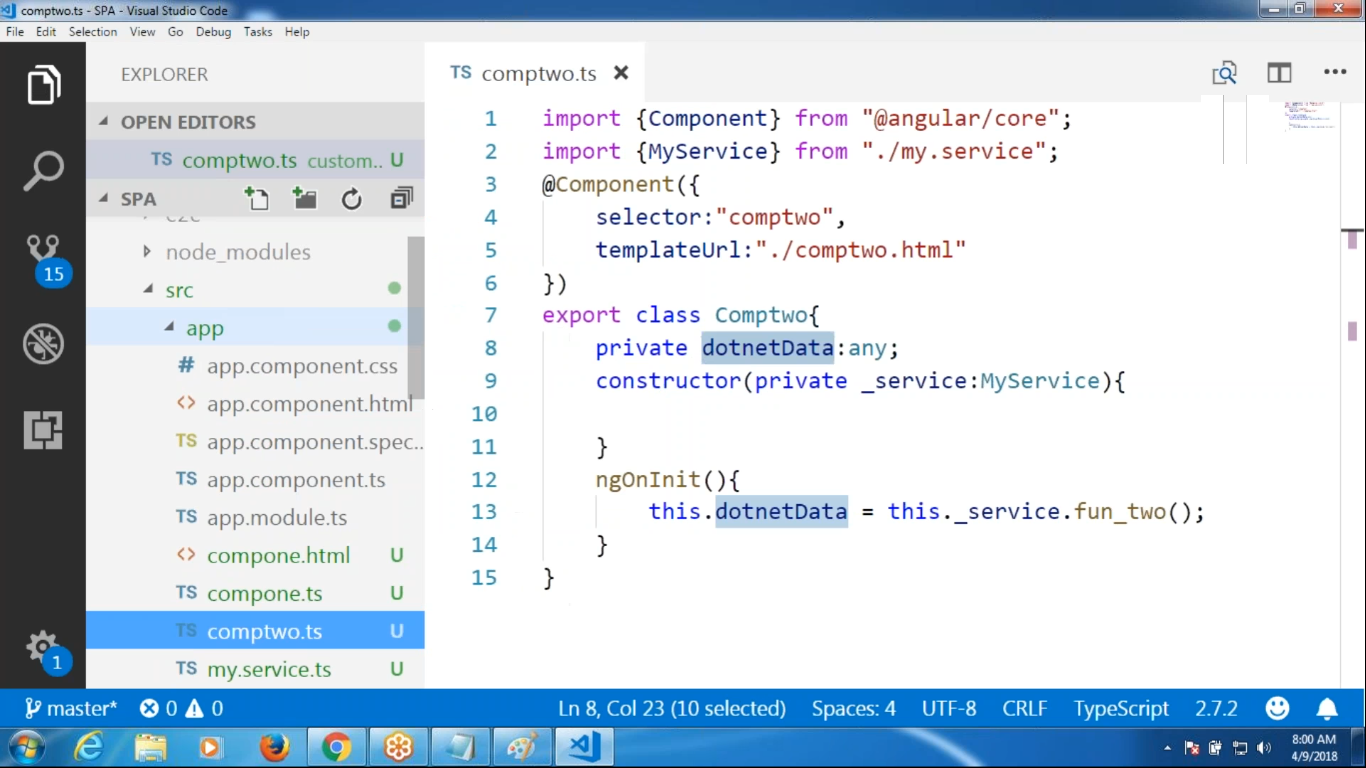 comptwo.ts - SPA - Visual Studio Code
File Edit Selection View Go Debug Tasks Help
EXPLORER
OPEN EDITORS
TS comptwo.ts custom.. U
SPA
e2e
node_modules
src
app
# app.component.css
<> app.component.html
TS app.component.spec...
TS app.component.ts
TS app.module.ts
<> compone.html U
TS compone.ts U
TS comptwo.ts U
TS my.service.ts U
15
1
TS comptwo.ts
1 import {Component} from "@angular/core";
2 import {MyService} from "./my.service";
3 @Component({
4 selector:"comptwo",
5 templateUrl:"./comptwo.html"
6 })
7 export class Comptwo{
8 private dotnetData:any;
9 constructor(private _service:MyService){
10
11 }
12 ngOnInit(){
13 this.dotnetData = this._service.fun_two();
14 }
15 }
master* 0 0 Ln 8, Col 23 (10 selected) Spaces: 4 UTF-8 CRLF TypeScript 2.7.2
8:00 AM
4/9/2018